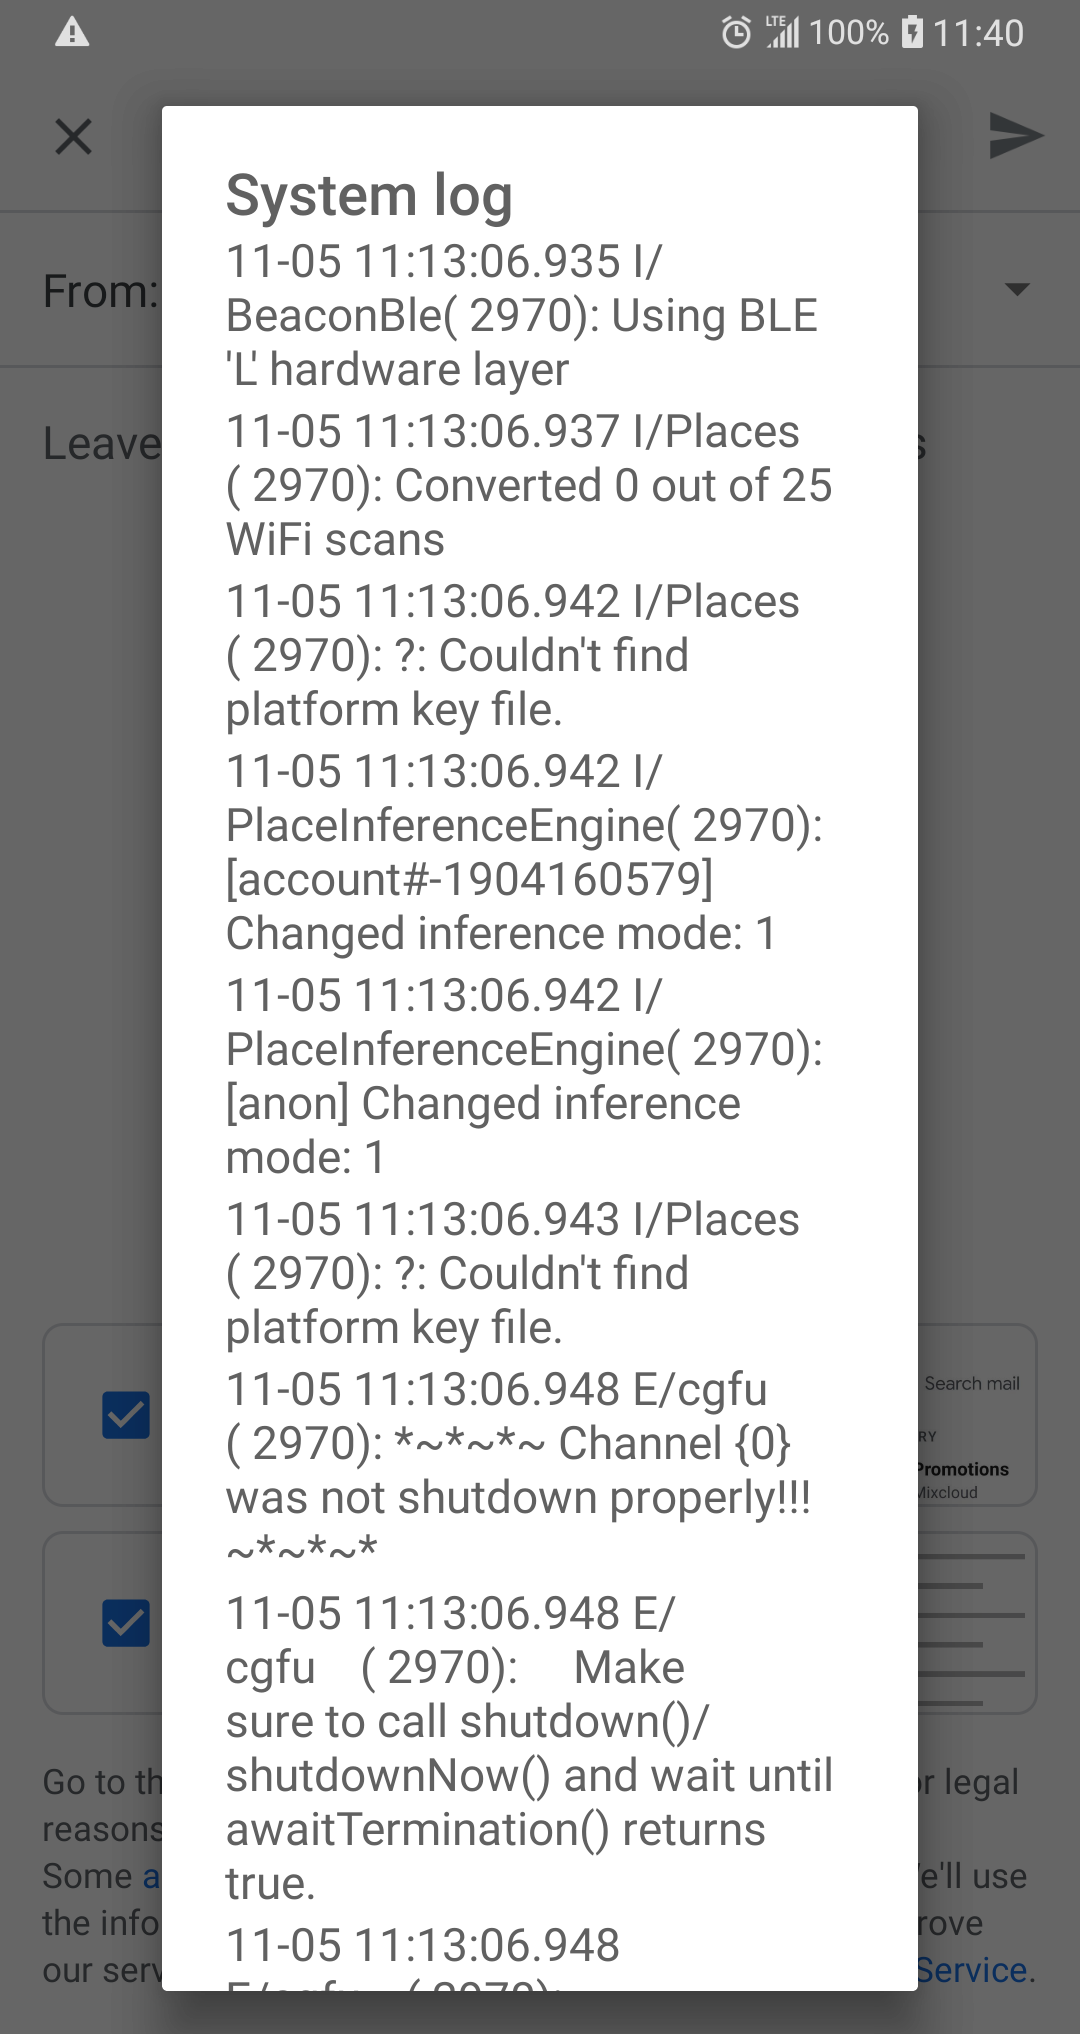 LTE 100% 11:40
System log
11-05 11:13:06.935 I/
BeaconBle( 2970): Using BLE
'L' hardware layer
11-05 11:13:06.937 I/Places
( 2970): Converted 0 out of 25
WiFi scans
11-05 11:13:06.942 I/Places
( 2970): ?: Couldn't find
platform key file.
11-05 11:13:06.942 I/
PlaceInferenceEngine( 2970):
[account#-1904160579]
Changed inference mode: 1
11-05 11:13:06.942 I/
PlaceInferenceEngine( 2970):
[anon] Changed inference
mode: 1
11-05 11:13:06.943 I/Places
( 2970): ?: Couldn't find
platform key file.
11-05 11:13:06.948 E/cgfu
( 2970): *~*~*~ Channel {0}
was not shutdown properly!!!
~*~*~*
11-05 11:13:06.948 E/
cgfu ( 2970): Make
sure to call shutdown()/
shutdownNow() and wait until
awaitTermination() returns
true.
11-05 11:13:06.948
From:
Leave
Search mail
Promotions
Mixcloud
Go to
legal
reasons
Some
use
the
our
Service.